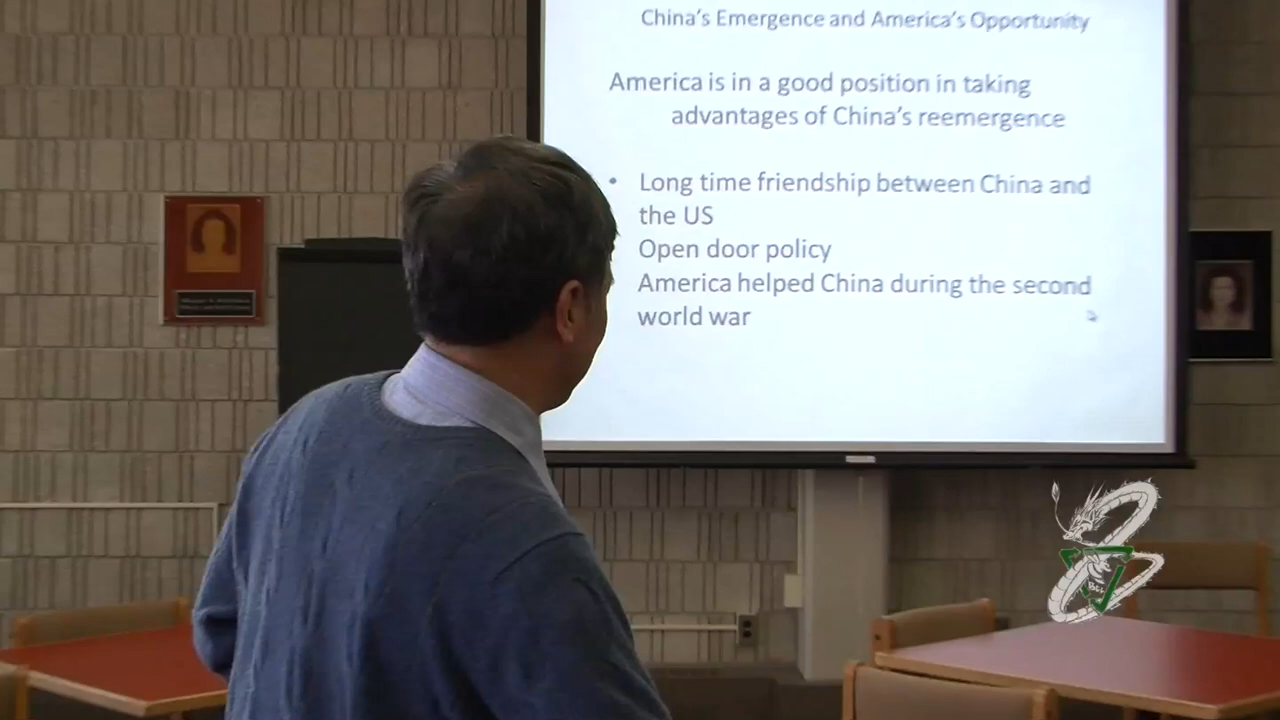 China's Emergence and America's Opportunity
America is in a good position in taking
advantages of China's reemergence
• Long time friendship between China and
the US
Open door policy
America helped China during the second
world war